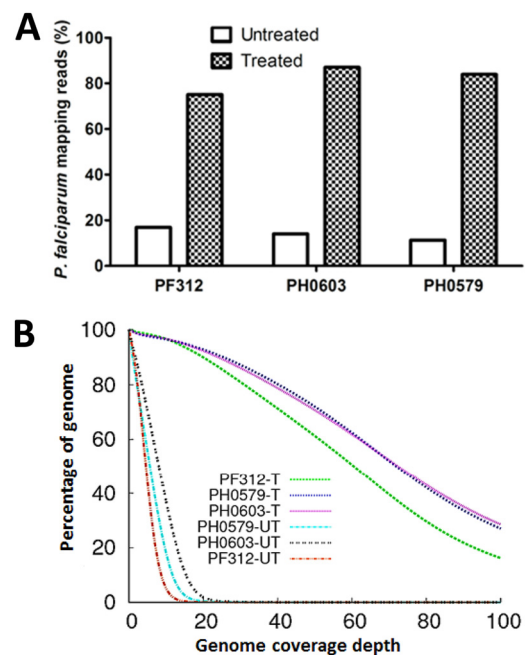 A
Untreated
Treated
P. falciparum mapping reads (%)
100
80
60
40
20
0
PF312 PH0603 PH0579
B
Percentage of genome
100
80
60
40
20
0
PF312-T
PH0579-T
PH0603-T
PH0579-UT
PH0603-UT
PF312-UT
0 20 40 60 80 100
Genome coverage depth